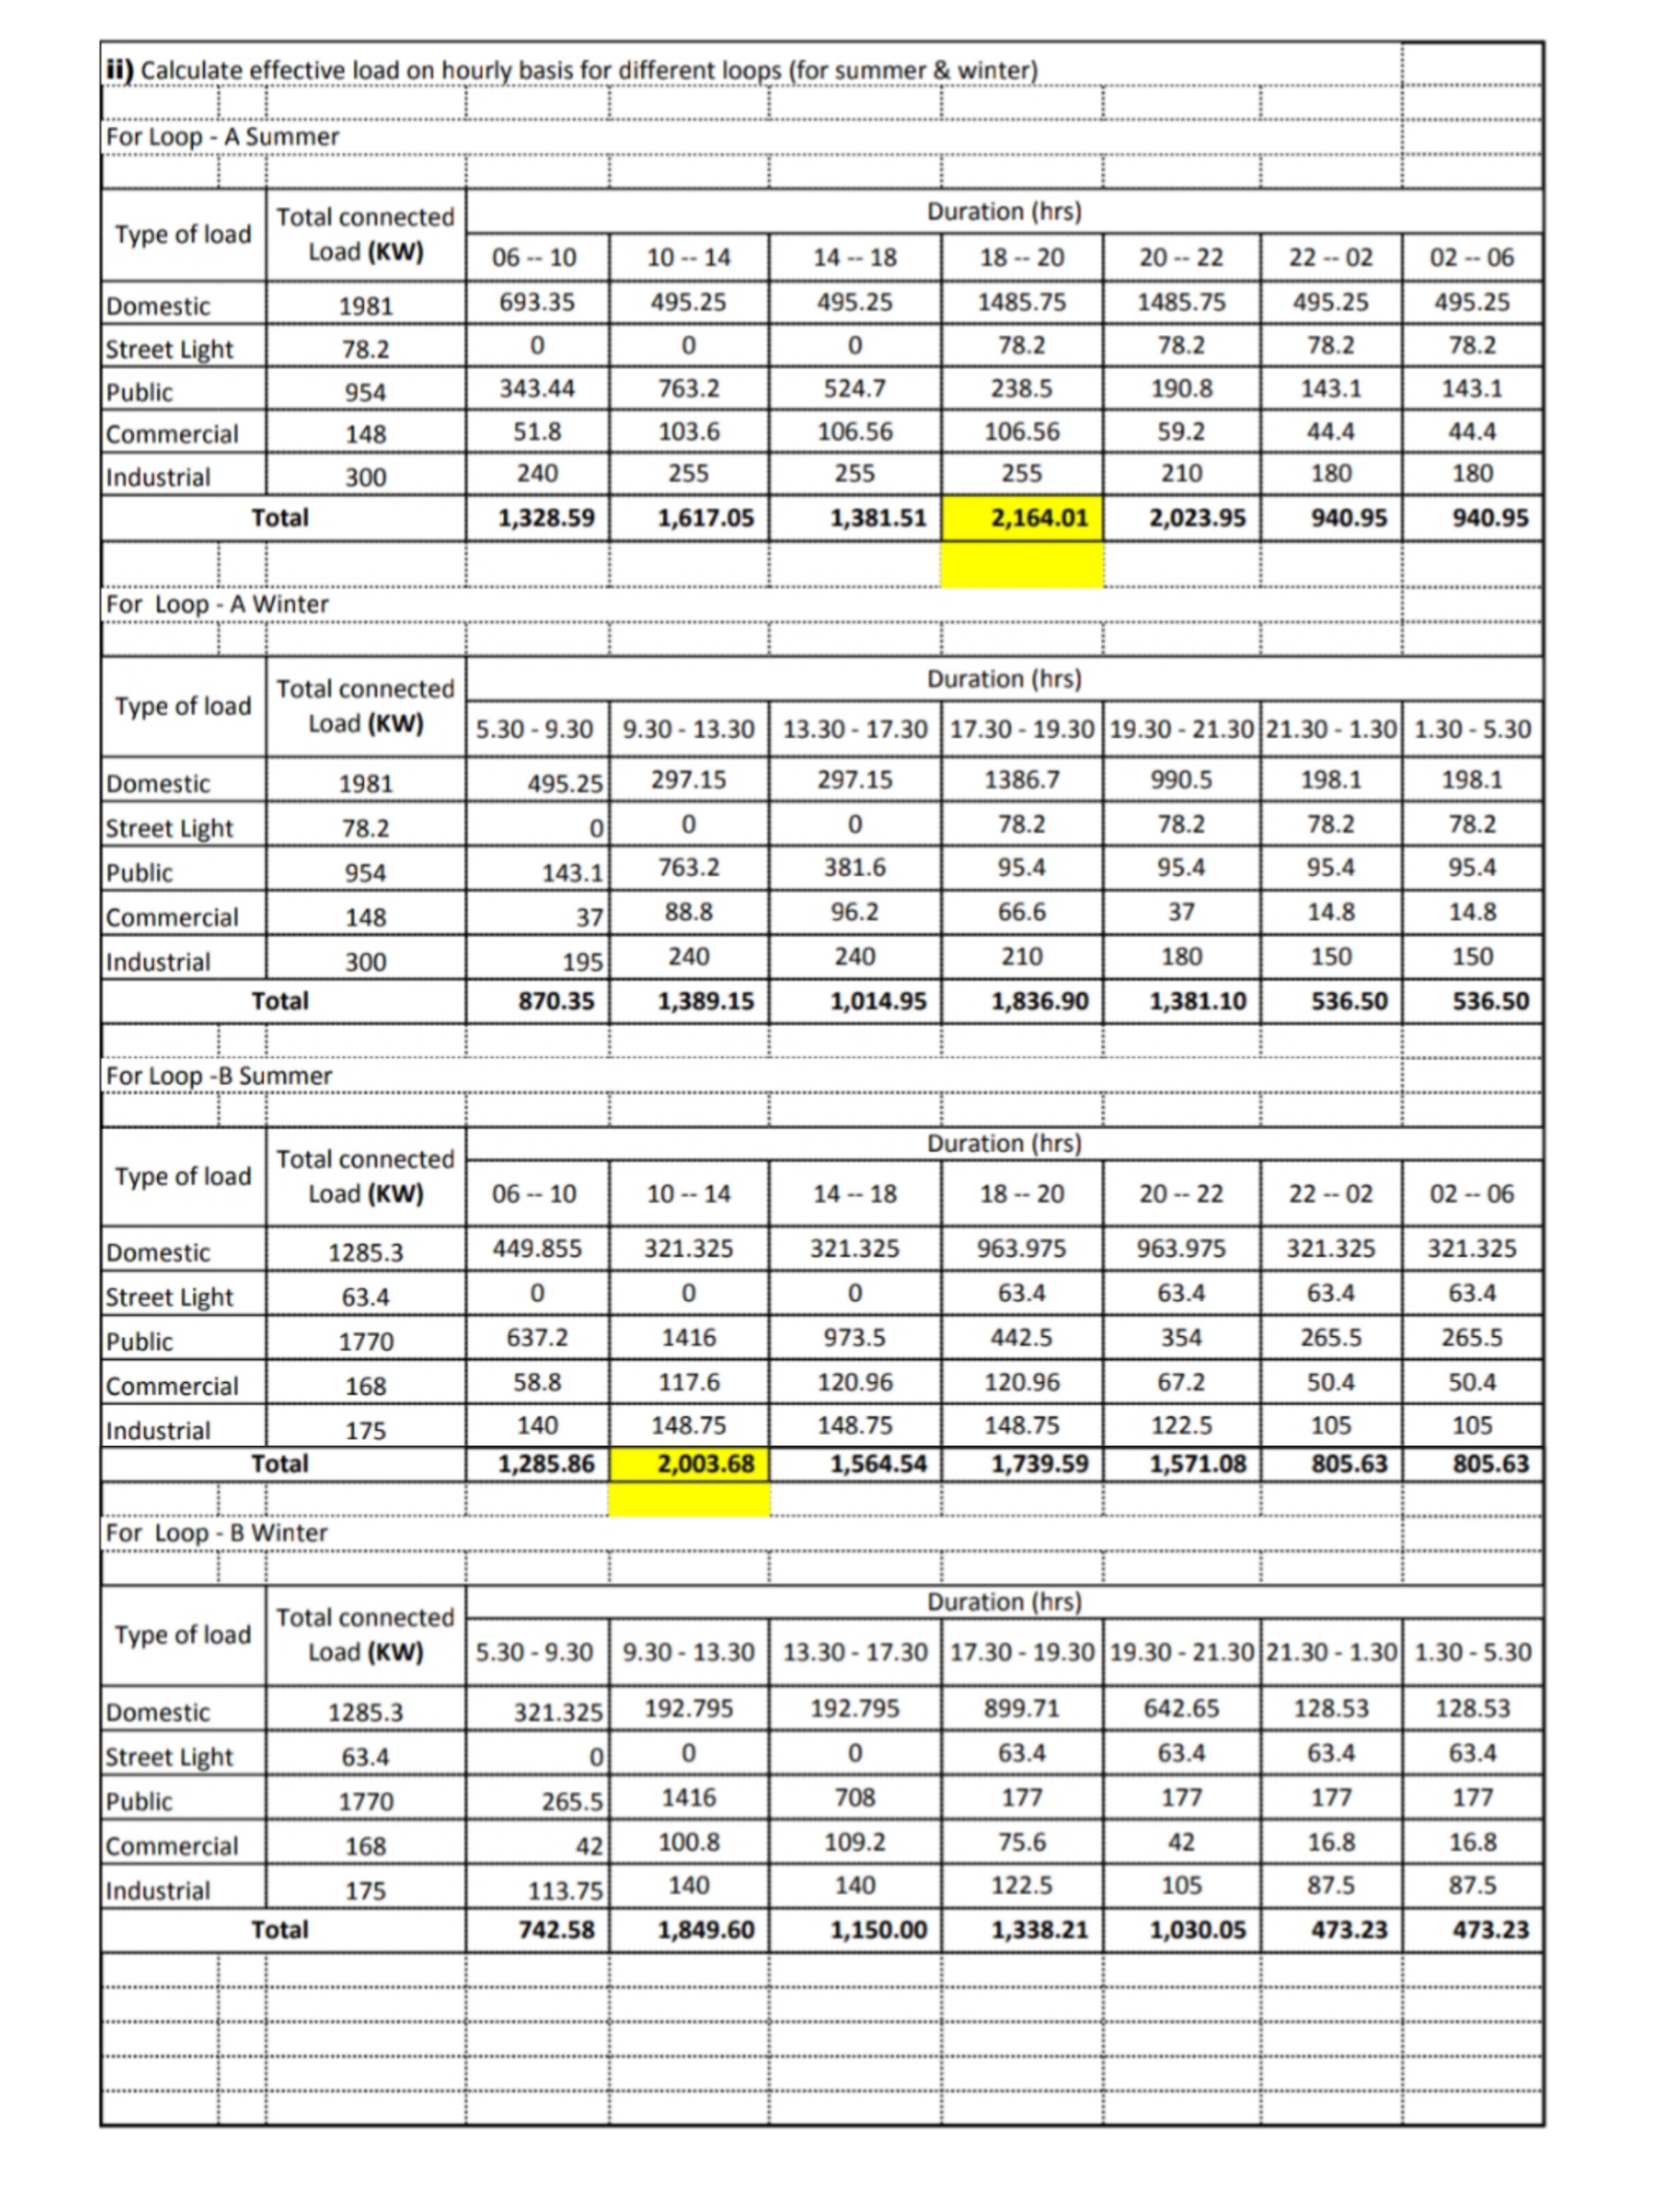 ii) Calculate effective load on hourly basis for different loops (for summer & winter)
For Loop - A Summer
Type of load Total connected Load (KW) Duration (hrs)
06 -- 10 10 -- 14 14 -- 18 18 -- 20 20 -- 22 22 -- 02 02 -- 06
Domestic 1981 693.35 495.25 495.25 1485.75 1485.75 495.25 495.25
Street Light 78.2 0 0 0 78.2 78.2 78.2 78.2
Public 954 343.44 763.2 524.7 238.5 190.8 143.1 143.1
Commercial 148 51.8 103.6 106.56 106.56 59.2 44.4 44.4
Industrial 300 240 255 255 255 210 180 180
Total 1,328.59 1,617.05 1,381.51 2,164.01 2,023.95 940.95 940.95
For Loop - A Winter
Type of load Total connected Load (KW) Duration (hrs)
5.30 - 9.30 9.30 - 13.30 13.30 - 17.30 17.30 - 19.30 19.30 - 21.30 21.30 - 1.30 1.30 - 5.30
Domestic 1981 495.25 297.15 297.15 1386.7 990.5 198.1 198.1
Street Light 78.2 0 0 0 78.2 78.2 78.2 78.2
Public 954 143.1 763.2 381.6 95.4 95.4 95.4 95.4
Commercial 148 37 88.8 96.2 66.6 37 14.8 14.8
Industrial 300 195 240 240 210 180 150 150
Total 870.35 1,389.15 1,014.95 1,836.90 1,381.10 536.50 536.50
For Loop -B Summer
Type of load Total connected Load (KW) Duration (hrs)
06 -- 10 10 -- 14 14 -- 18 18 -- 20 20 -- 22 22 -- 02 02 -- 06
Domestic 1285.3 449.855 321.325 321.325 963.975 963.975 321.325 321.325
Street Light 63.4 0 0 0 63.4 63.4 63.4 63.4
Public 1770 637.2 1416 973.5 442.5 354 265.5 265.5
Commercial 168 58.8 117.6 120.96 120.96 67.2 50.4 50.4
Industrial 175 140 148.75 148.75 148.75 122.5 105 105
Total 1,285.86 2,003.68 1,564.54 1,739.59 1,571.08 805.63 805.63
For Loop - B Winter
Type of load Total connected Load (KW) Duration (hrs)
5.30 - 9.30 9.30 - 13.30 13.30 - 17.30 17.30 - 19.30 19.30 - 21.30 21.30 - 1.30 1.30 - 5.30
Domestic 1285.3 321.325 192.795 192.795 899.71 642.65 128.53 128.53
Street Light 63.4 0 0 0 63.4 63.4 63.4 63.4
Public 1770 265.5 1416 708 177 177 177 177
Commercial 168 42 100.8 109.2 75.6 42 16.8 16.8
Industrial 175 113.75 140 140 122.5 105 87.5 87.5
Total 742.58 1,849.60 1,150.00 1,338.21 1,030.05 473.23 473.23